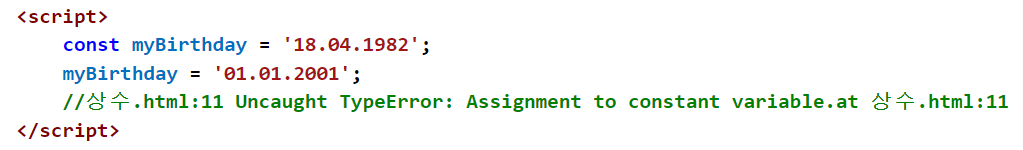 <script>
const myBirthday = '18.04.1982';
myBirthday = '01.01.2001';
//상수.html:11 Uncaught TypeError: Assignment to constant variable.at 상수.html:11
</script>